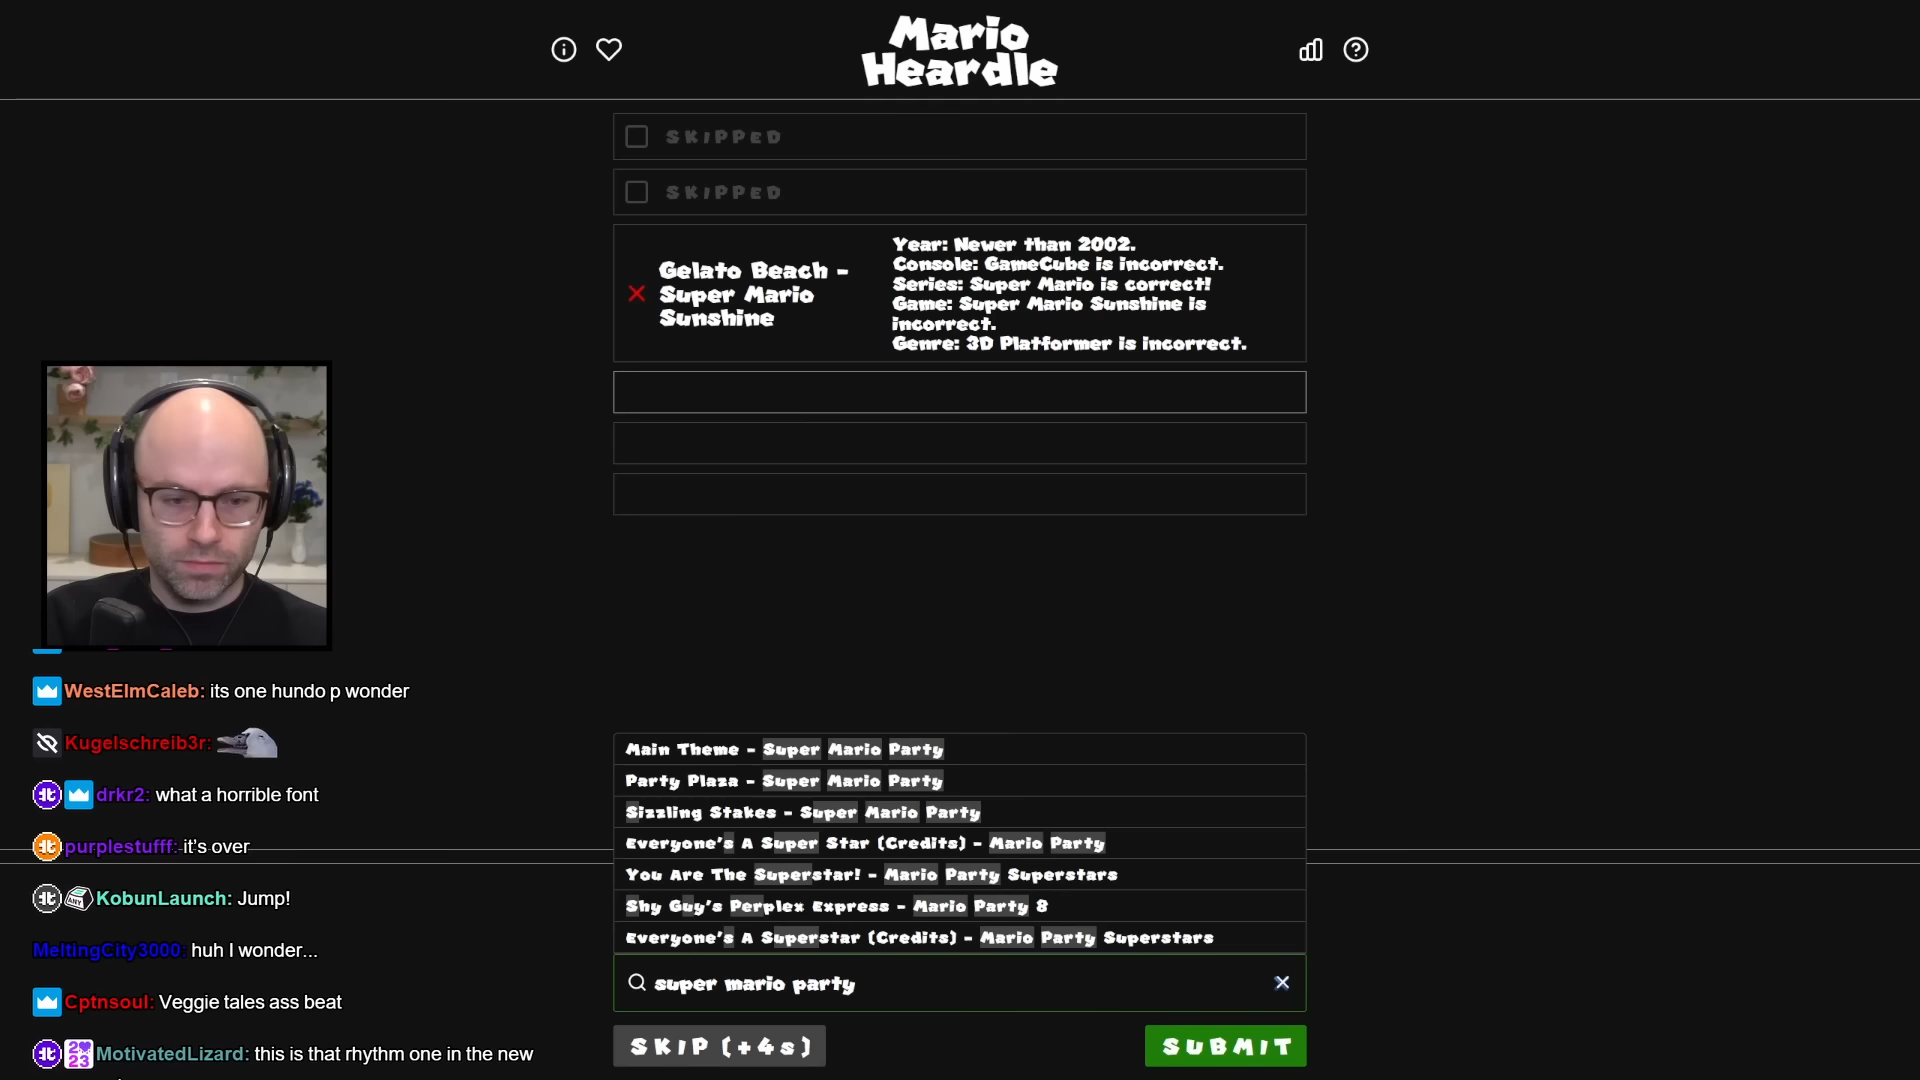 Mario
Heardle
SKIPPED
SKIPPED
Gelato Beach -
Super Mario
Sunshine
Year: Newer than 2002.
Console: GameCube is incorrect.
Series: Super Mario is correct!
Game: Super Mario Sunshine is
incorrect.
Genre: 3D Platformer is incorrect.
WestElmCaleb: its one hundo p wonder
Kugelschreib3r:
drkr2: what a horrible font
purplestufff: it's over
KobunLaunch: Jump!
MeltingCity3000: huh I wonder...
Cptnsoul: Veggie tales ass beat
MotivatedLizard: this is that rhythm one in the new
Main Theme - Super Mario Party
Party Plaza - Super Mario Party
Sizzling Stakes - Super Mario Party
Everyone's A Super Star (Credits) - Mario Party
You Are The Superstar! - Mario Party Superstars
Shy Guy's Perplex Express - Mario Party 8
Everyone's A Superstar (Credits) - Mario Party Superstars
super mario party
SKIP (+4s)
SUBMIT